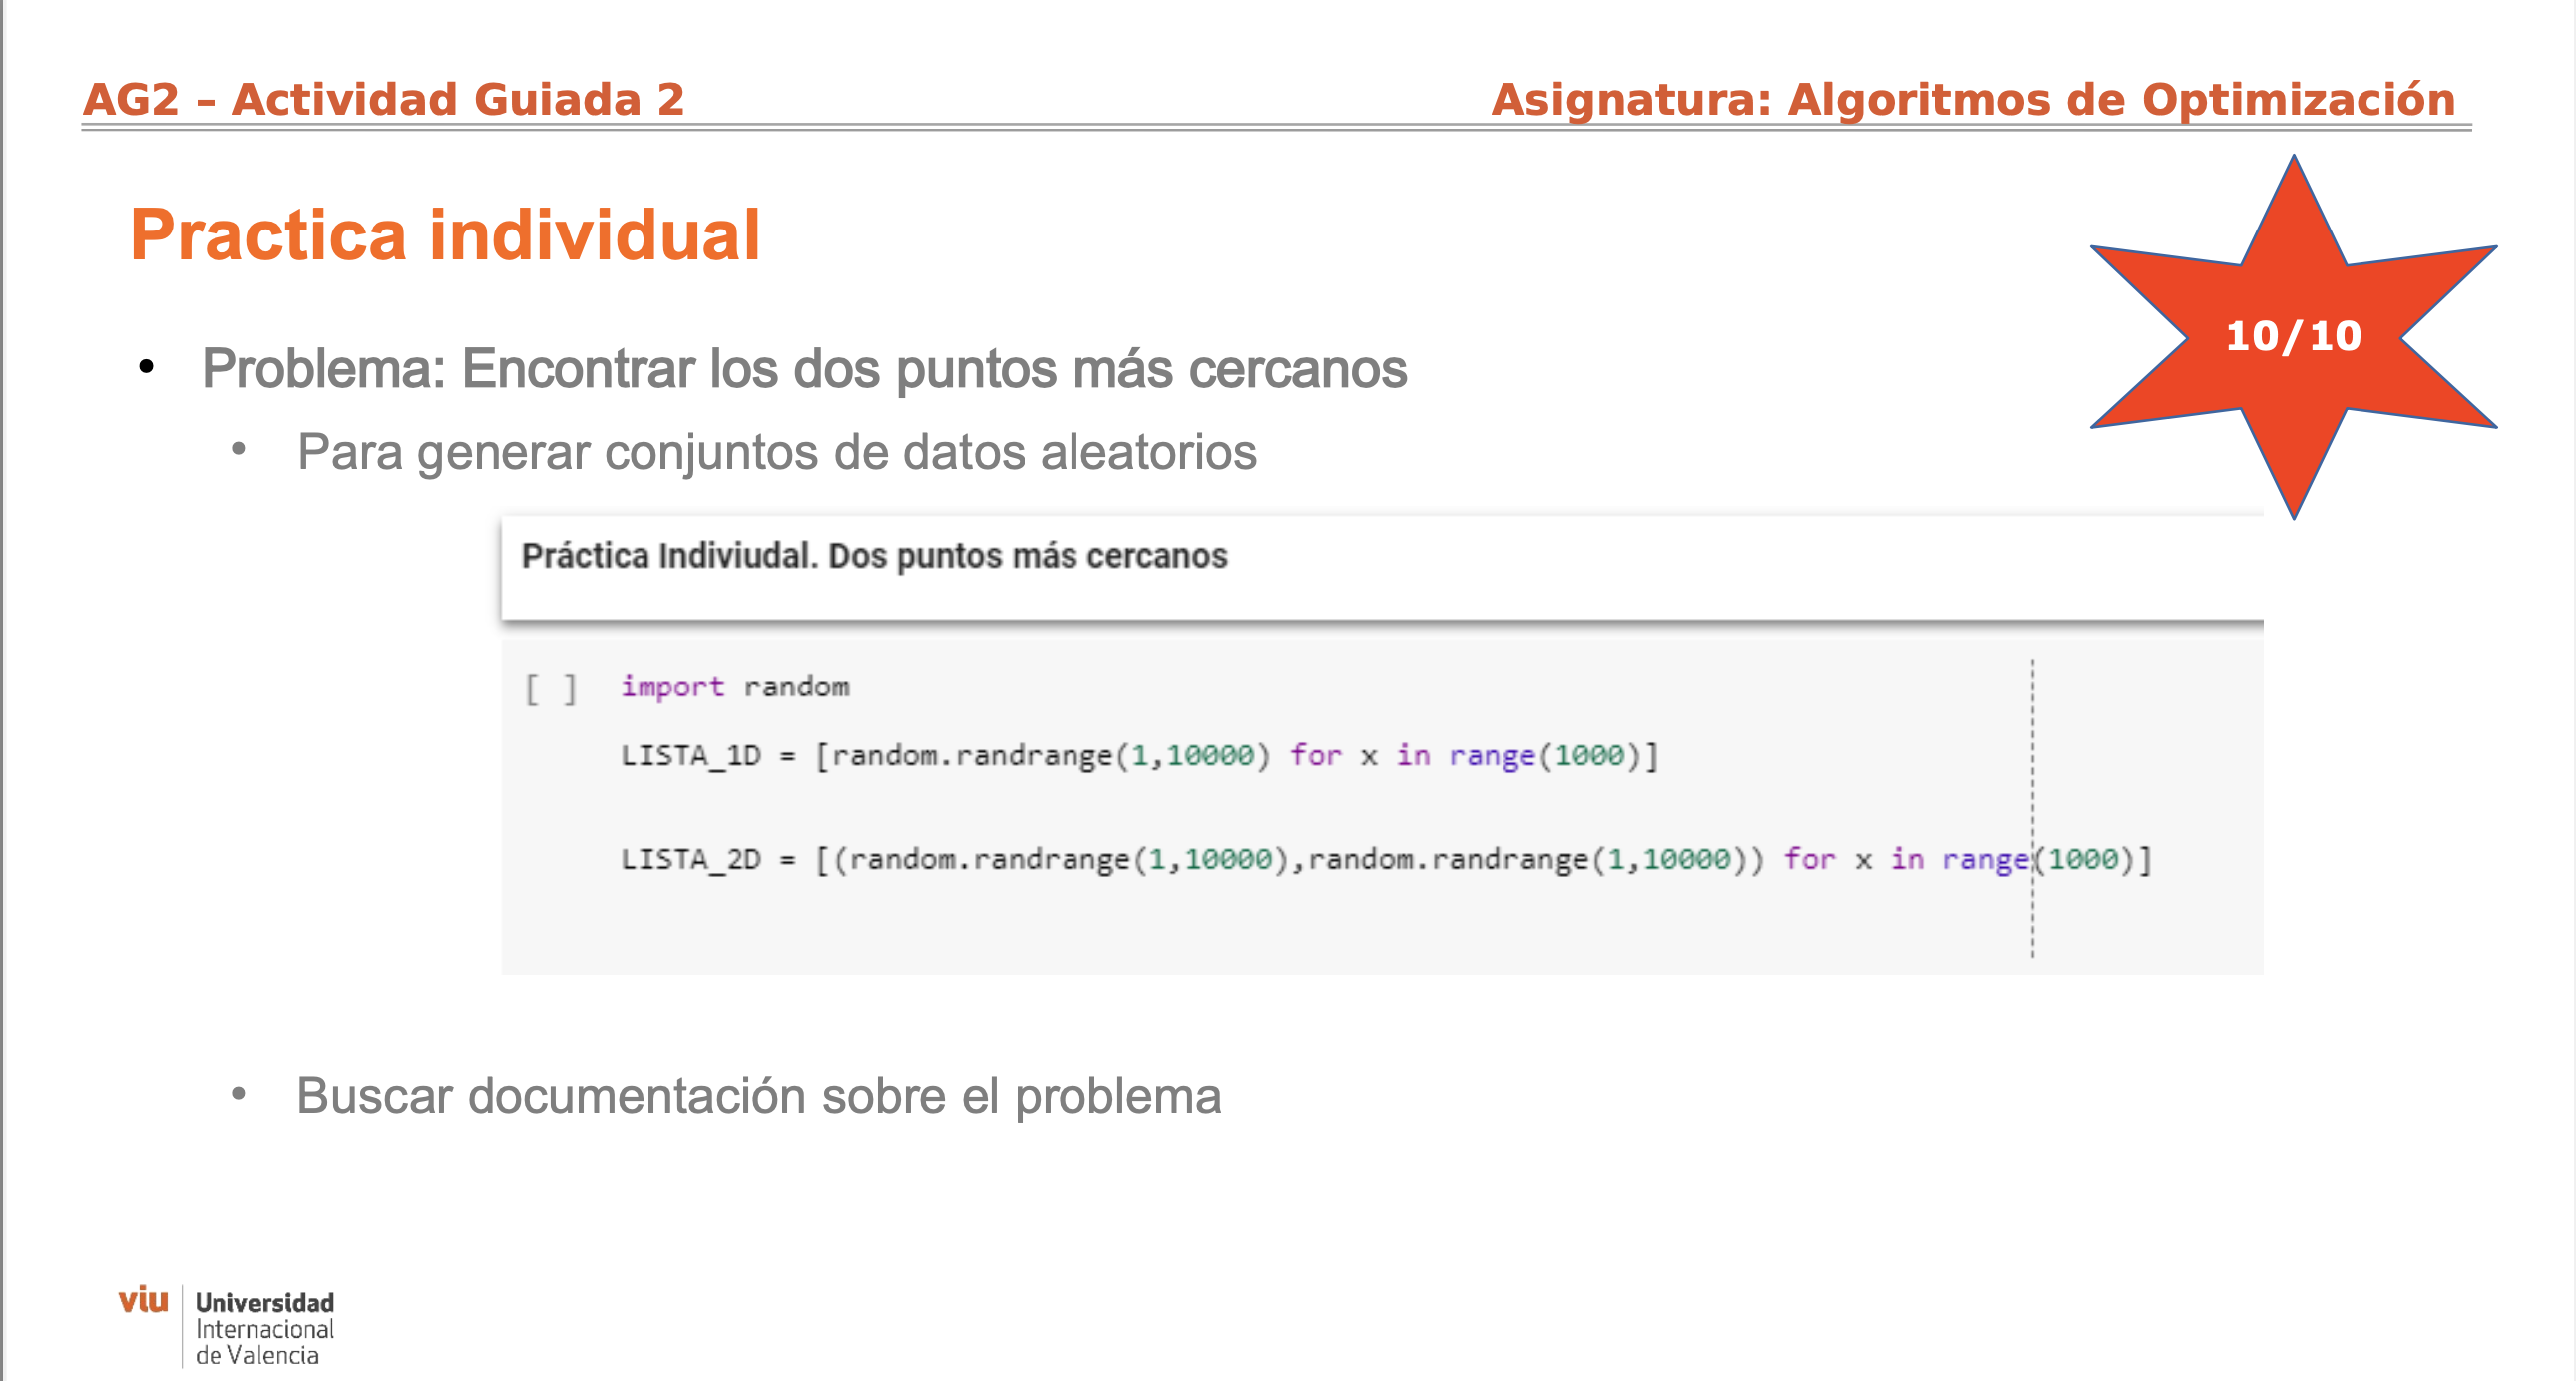 AG2 – Actividad Guiada 2
Asignatura: Algoritmos de Optimización
Practica individual
10/10
• Problema: Encontrar los dos puntos más cercanos
• Para generar conjuntos de datos aleatorios
Práctica Indiviudal. Dos puntos más cercanos
[ ] import random
LISTA_1D = [random.randrange(1,10000) for x in range(1000)]
LISTA_2D = [(random.randrange(1,10000),random.randrange(1,10000)) for x in range(1000)]
• Buscar documentación sobre el problema
viu
Universidad
Internacional
de Valencia